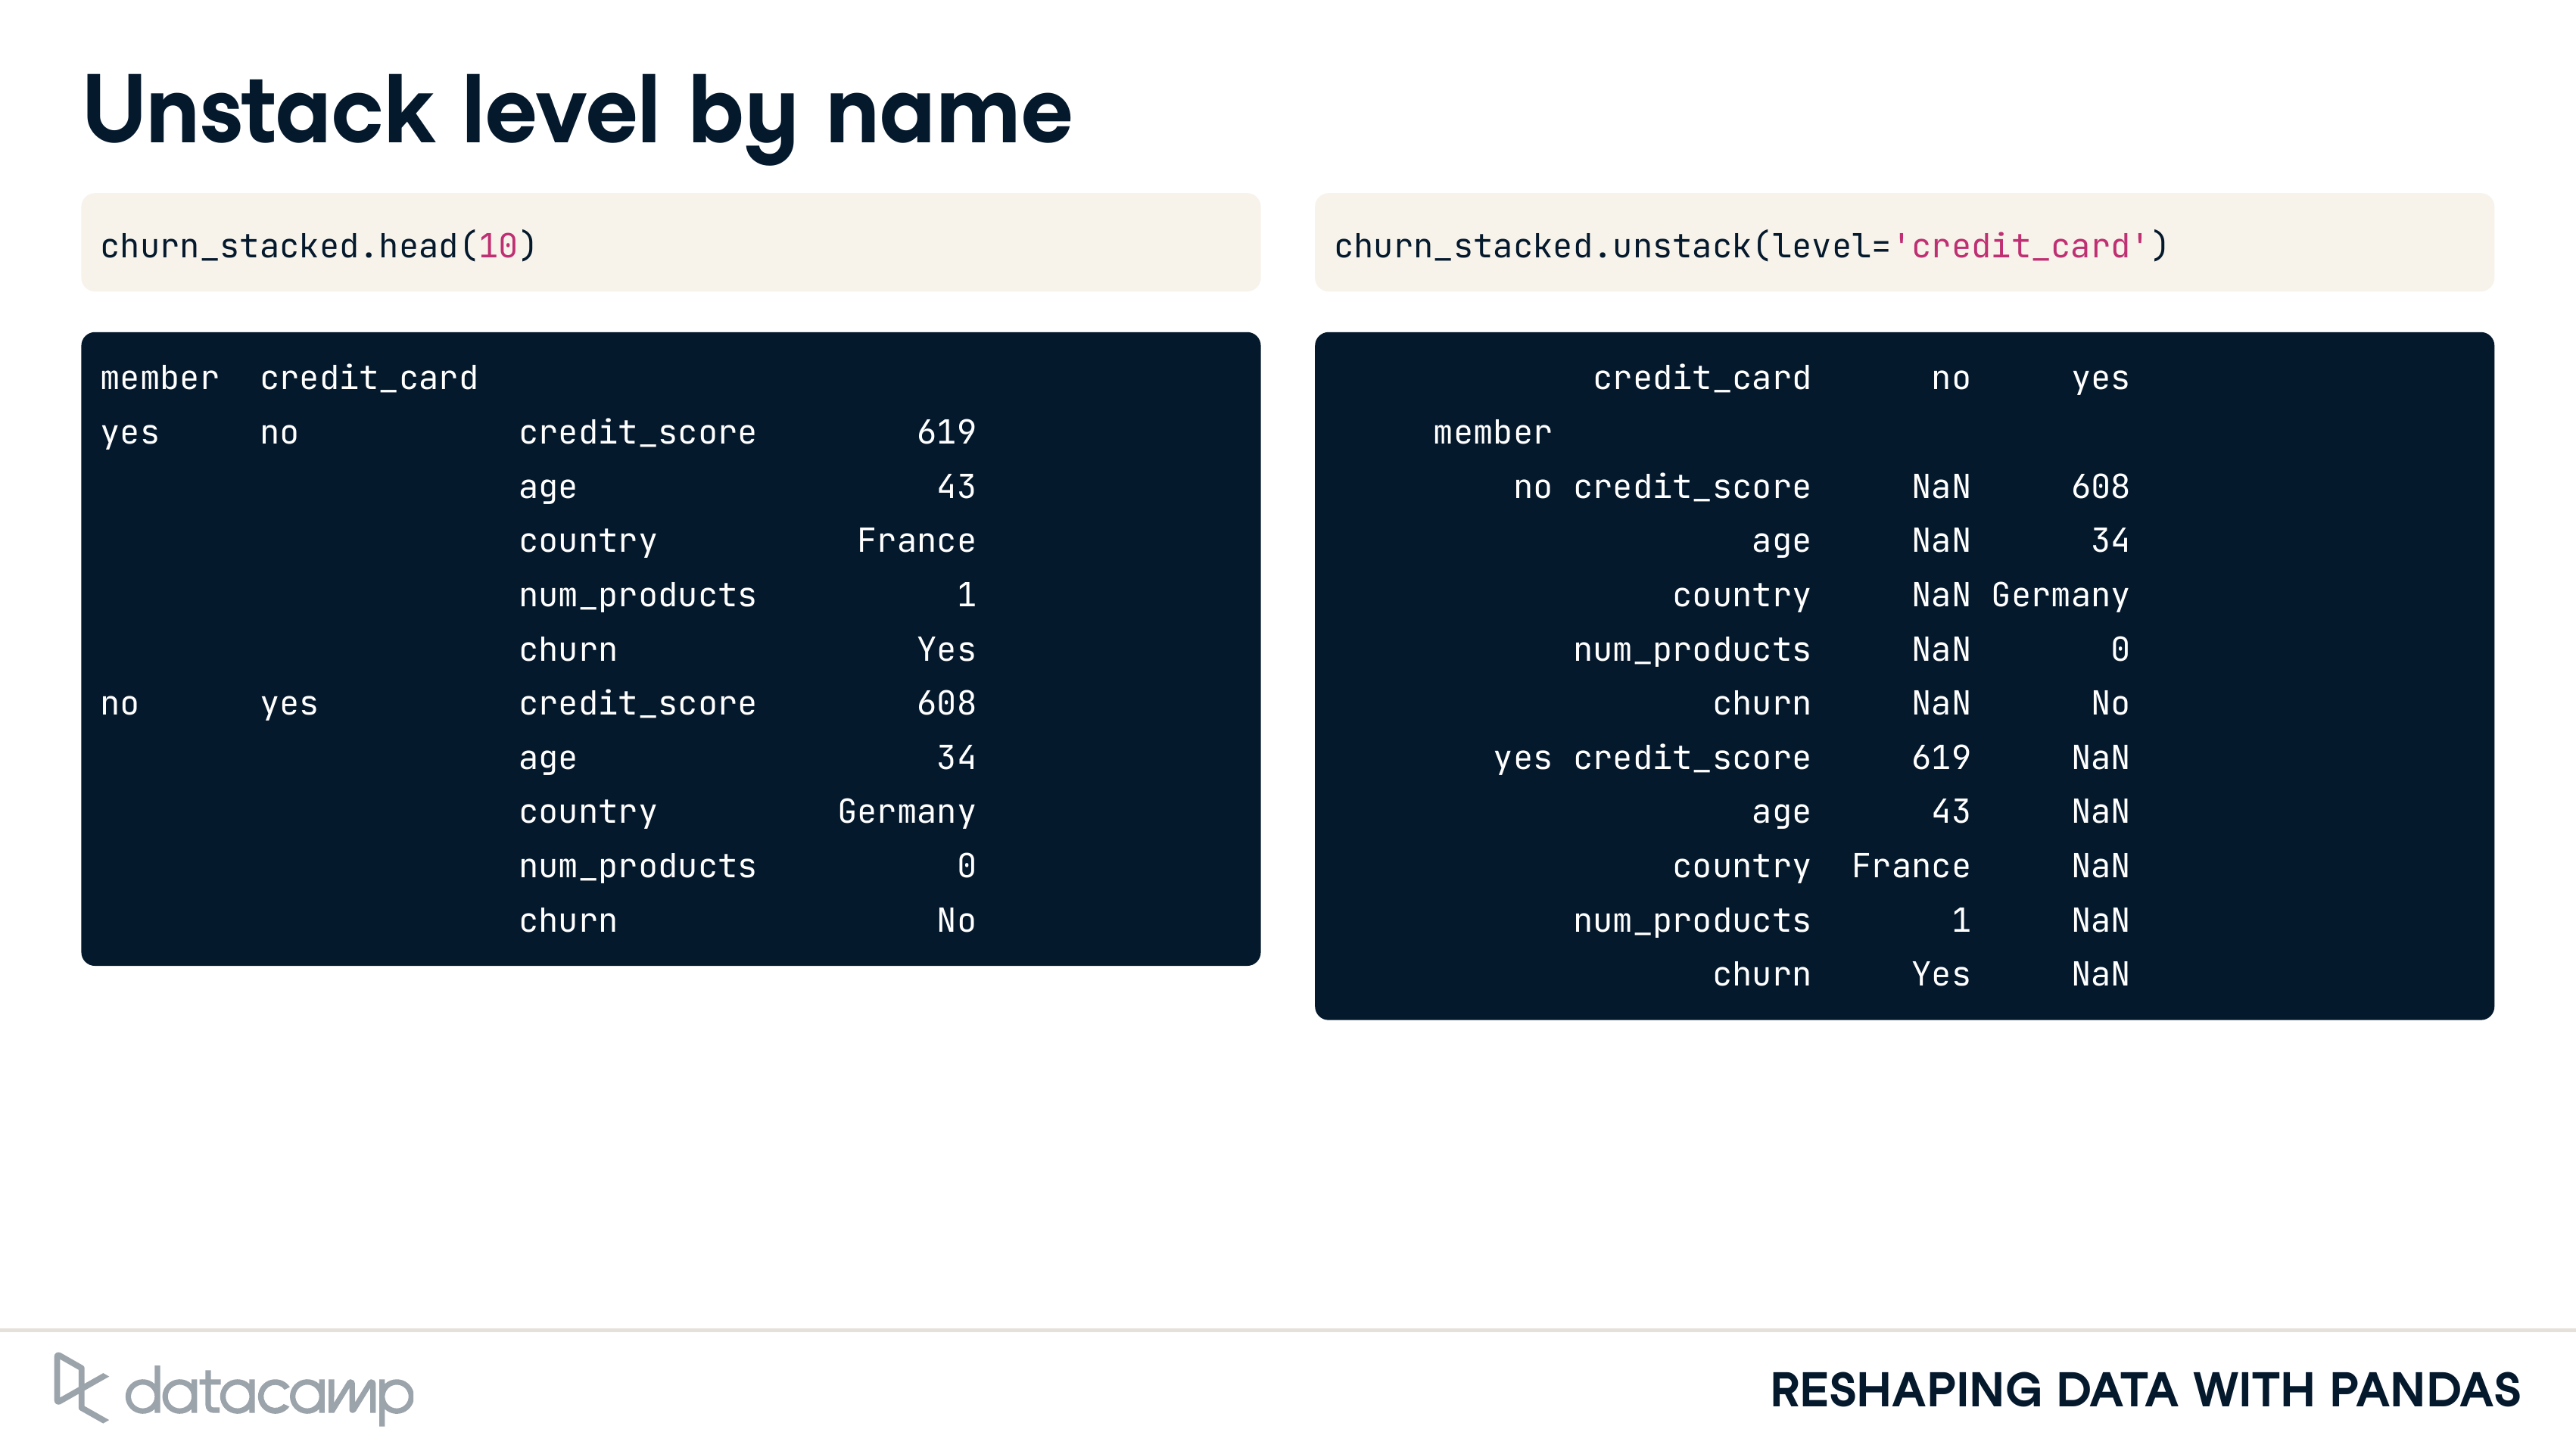 Unstack level by name
churn_stacked.head(10)
member  credit_card
yes     no           credit_score        619
                     age                  43
                     country          France
                     num_products          1
                     churn               Yes
no      yes          credit_score        608
                     age                  34
                     country         Germany
                     num_products          0
                     churn                No
churn_stacked.unstack(level='credit_card')
             credit_card      no     yes
     member
         no credit_score     NaN     608
                     age     NaN      34
                 country     NaN Germany
            num_products     NaN       0
                   churn     NaN      No
        yes credit_score     619     NaN
                     age      43     NaN
                 country  France     NaN
            num_products       1     NaN
                   churn     Yes     NaN
datacamp
RESHAPING DATA WITH PANDAS